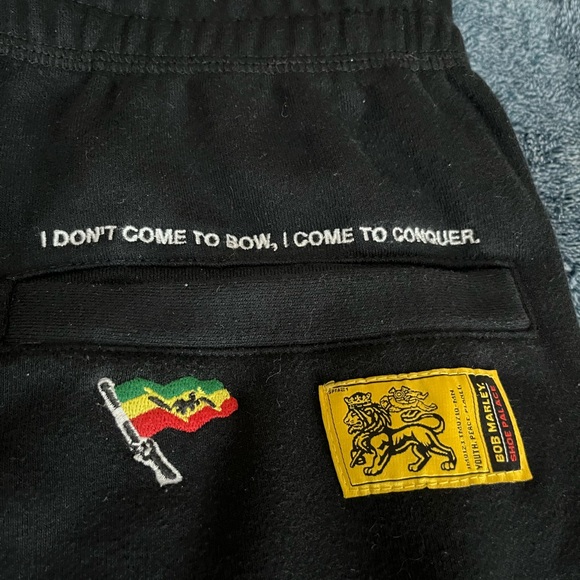 I DON'T COME TO BOW, I COME TO CONQUER.
BOB MARLEY
SHOE PALACE